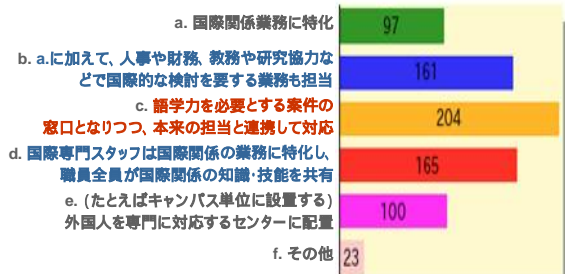 a. 国際関係業務に特化
97
b. a.に加えて、人事や財務、教務や研究協力な
どで国際的な検討を要する業務も担当
161
c. 語学力を必要とする案件の
窓口となりつつ、本来の担当と連携して対応
204
d. 国際専門スタッフは国際関係の業務に特化し、
職員全員が国際関係の知識・技能を共有
165
e. (たとえばキャンパス単位に設置する)
外国人を専門に対応するセンターに配置
100
f. その他
23